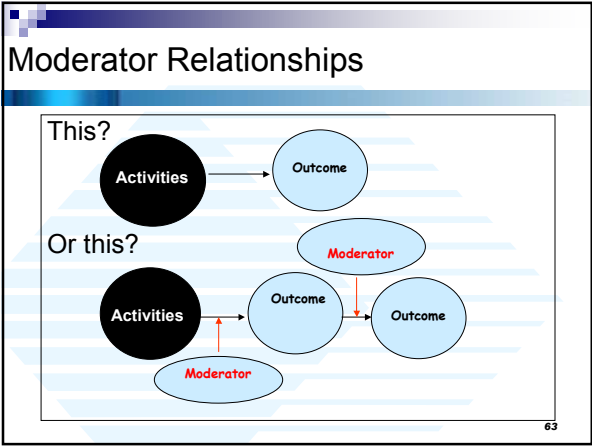 Moderator Relationships
This?
Activities
Outcome
Or this?
Moderator
Activities
Outcome
Outcome
Moderator
63